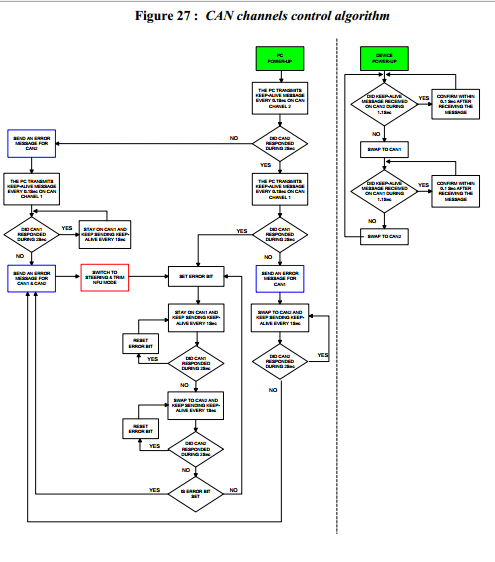 Figure 27 : CAN channels control algorithm
PC
POWER-UP
THE PC TRANSMITS
KEEP-ALIVE MESSAGE
EVERY 0.1Sec ON CAN
CHANEL 2
DID CAN2
RESPONDED
DURING 2Sec
NO
YES
SEND AN ERROR
MESSAGE FOR
CAN2
THE PC TRANSMITS
KEEP-ALIVE MESSAGE
EVERY 0.1Sec ON CAN
CHANEL 1
THE PC TRANSMITS
KEEP-ALIVE MESSAGE
EVERY 0.1Sec ON CAN
CHANEL 1
DID CAN1
RESPONDED
DURING 2Sec
YES
NO
STAY ON CAN1 AND
KEEP SENDING KEEP-
ALIVE EVERY 1Sec
DID CAN1
RESPONDED
DURING 2Sec
YES
NO
SEND AN ERROR
MESSAGE FOR
CAN1 & CAN2
SWITCH TO
STEERING & TRIM
NFU MODE
SET ERROR BIT
SEND AN ERROR
MESSAGE FOR
CAN1
STAY ON CAN1 AND
KEEP SENDING KEEP-
ALIVE EVERY 1Sec
SWAP TO CAN2 AND
KEEP SENDING KEEP-
ALIVE EVERY 1Sec
RESET
ERROR BIT
YES
DID CAN1
RESPONDED
DURING 2Sec
NO
DID CAN2
RESPONDED
DURING 2Sec
YES
NO
SWAP TO CAN2 AND
KEEP SENDING KEEP-
ALIVE EVERY 1Sec
RESET
ERROR BIT
YES
DID CAN2
RESPONDED
DURING 2Sec
NO
YES
IS ERROR BIT
SET
NO
DEVICE
POWER-UP
DID KEEP-ALIVE
MESSAGE RECEIVED
ON CAN2 DURING
1.1Sec
YES
CONFIRM WITHIN
0.1 Sec AFTER
RECEIVING THE
MESSAGE
NO
SWAP TO CAN1
DID KEEP-ALIVE
MESSAGE RECEIVED
ON CAN1 DURING
1.1Sec
YES
CONFIRM WITHIN
0.1 Sec AFTER
RECEIVING THE
MESSAGE
NO
SWAP TO CAN2